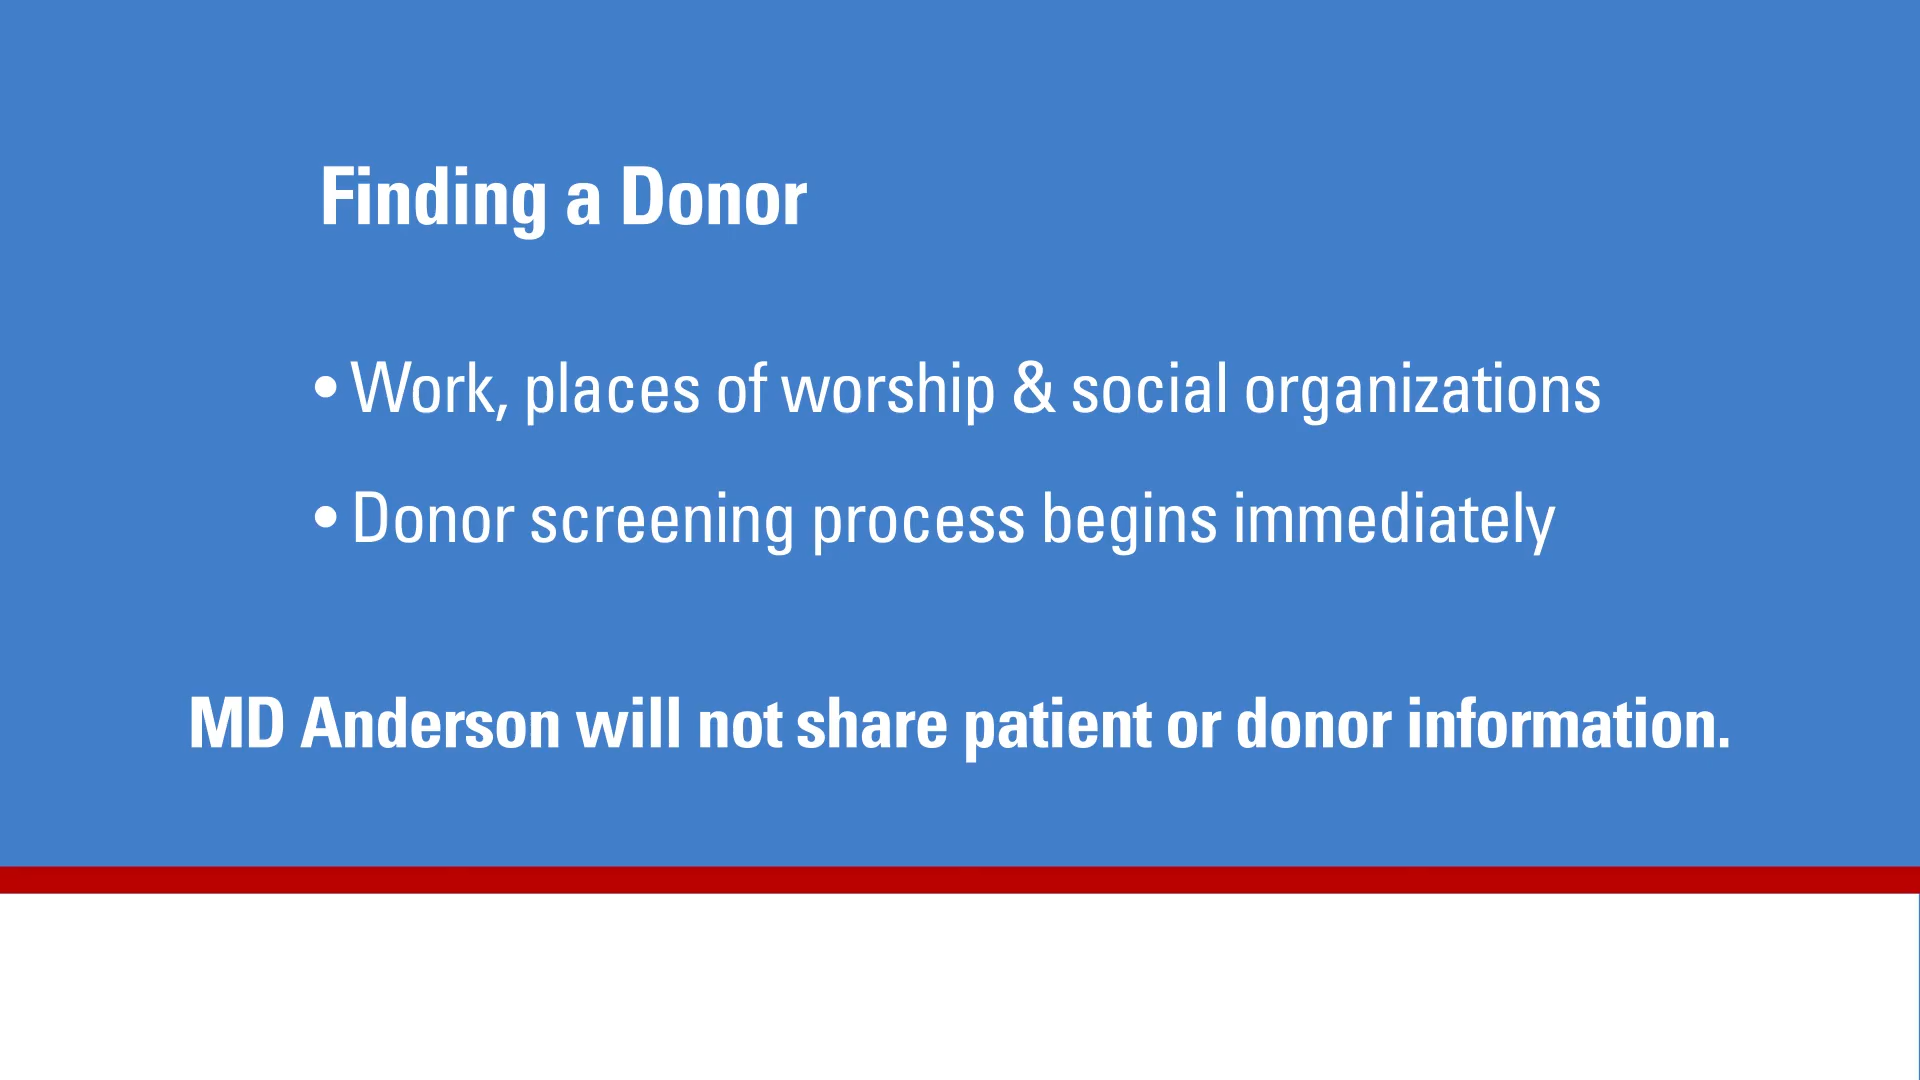 Finding a Donor
• Work, places of worship & social organizations
• Donor screening process begins immediately
MD Anderson will not share patient or donor information.